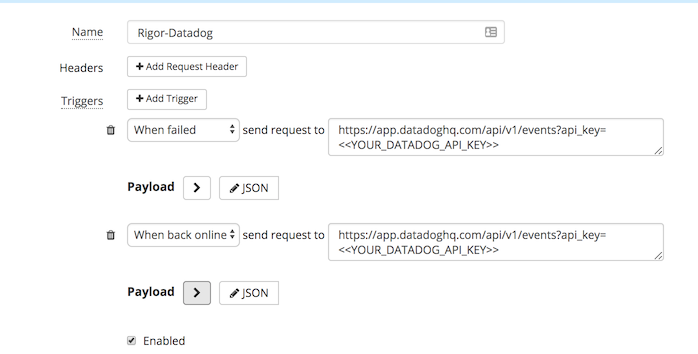 Name Rigor-Datadog
Headers + Add Request Header
Triggers + Add Trigger
When failed send request to https://app.datadoghq.com/api/v1/events?api_key=
<<YOUR_DATADOG_API_KEY>>
Payload > JSON
When back online send request to https://app.datadoghq.com/api/v1/events?api_key=
<<YOUR_DATADOG_API_KEY>>
Payload > JSON
Enabled